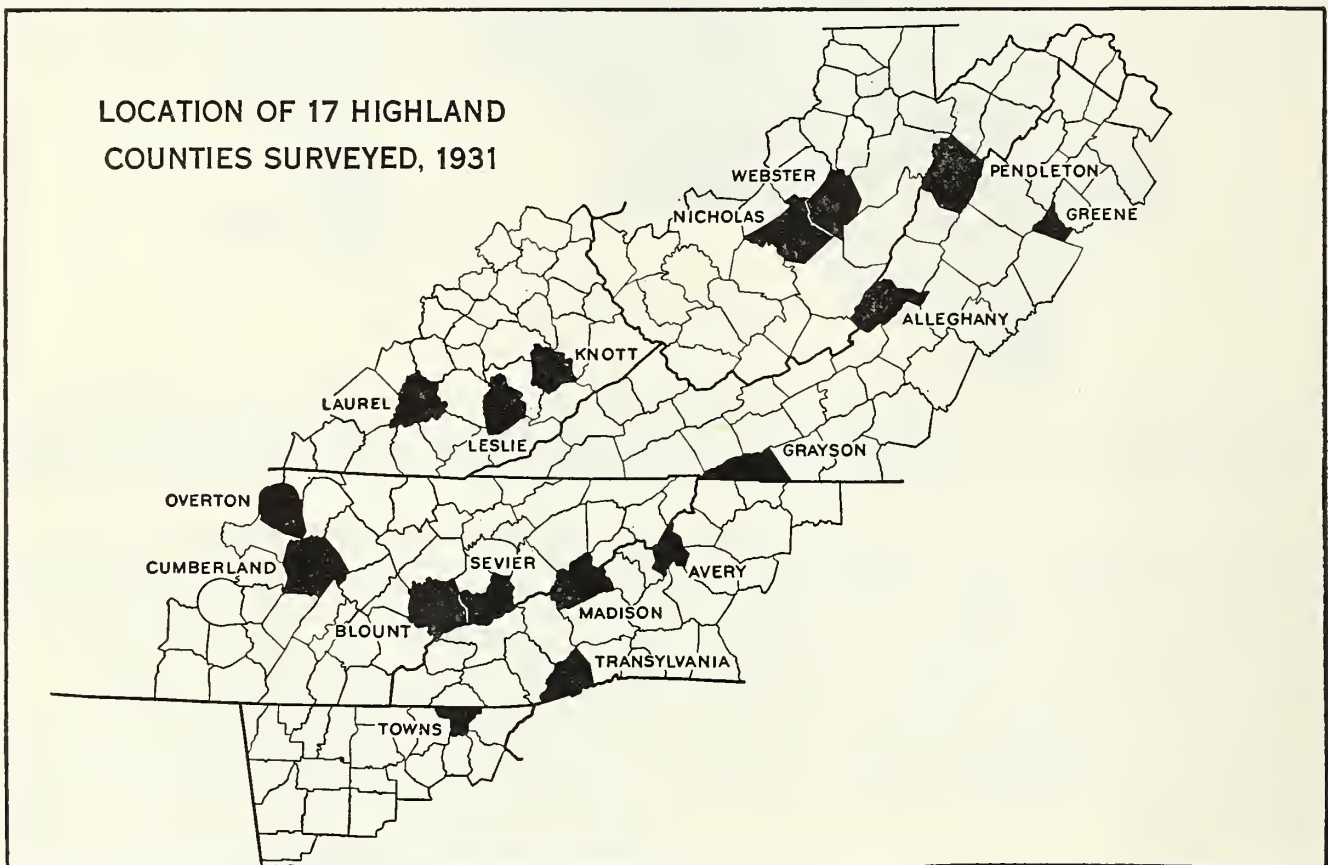 LOCATION OF 17 HIGHLAND
COUNTIES SURVEYED, 1931
WEBSTER
PENDLETON
NICHOLAS
GREENE
ALLEGHANY
KNOTT
LAUREL
LESLIE
GRAYSON
OVERTON
SEVIER
CUMBERLAND
AVERY
MADISON
BLOUNT
TRANSYLVANIA
TOWNS